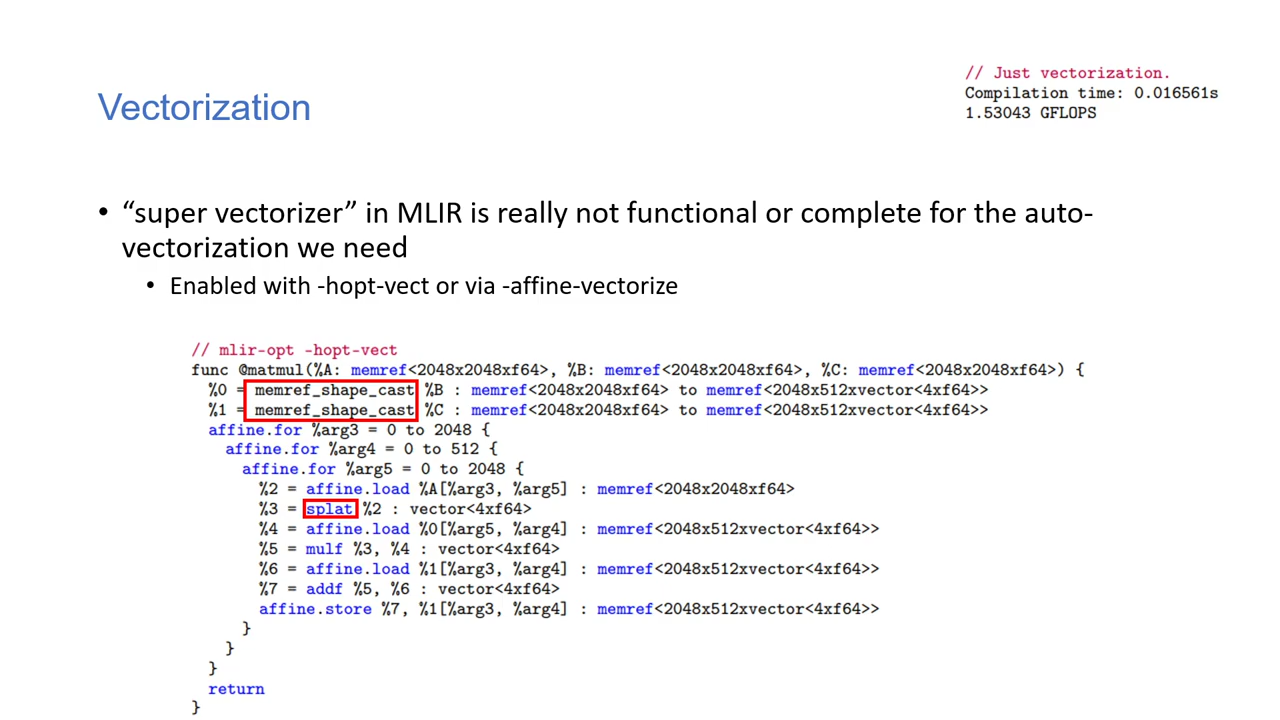 // Just vectorization.
Compilation time: 0.016561s
1.53043 GFLOPS
Vectorization
• “super vectorizer” in MLIR is really not functional or complete for the auto-
vectorization we need
• Enabled with -hopt-vect or via -affine-vectorize
// mlir-opt -hopt-vect
func @matmul(%A: memref<2048x2048xf64>, %B: memref<2048x2048xf64>, %C: memref<2048x2048xf64>) {
%0 = memref_shape_cast %B : memref<2048x2048xf64> to memref<2048x512xvector<4xf64>>
%1 = memref_shape_cast %C : memref<2048x2048xf64> to memref<2048x512xvector<4xf64>>
affine.for %arg3 = 0 to 2048 {
affine.for %arg4 = 0 to 512 {
affine.for %arg5 = 0 to 2048 {
%2 = affine.load %A[%arg3, %arg5] : memref<2048x2048xf64>
%3 = splat %2 : vector<4xf64>
%4 = affine.load %0[%arg5, %arg4] : memref<2048x512xvector<4xf64>>
%5 = mulf %3, %4 : vector<4xf64>
%6 = affine.load %1[%arg3, %arg4] : memref<2048x512xvector<4xf64>>
%7 = addf %5, %6 : vector<4xf64>
affine.store %7, %1[%arg3, %arg4] : memref<2048x512xvector<4xf64>>
}
}
}
return
}